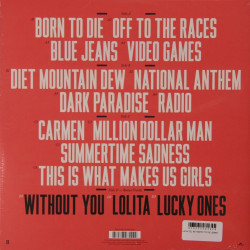 BORN TO DIE OFF TO THE RACES
BLUE JEANS VIDEO GAMES
DIET MOUNTAIN DEW NATIONAL ANTHEM
DARK PARADISE RADIO
CARMEN MILLION DOLLAR MAN
SUMMERTIME SADNESS
THIS IS WHAT MAKES US GIRLS
WITHOUT YOU LOLITA LUCKY ONES